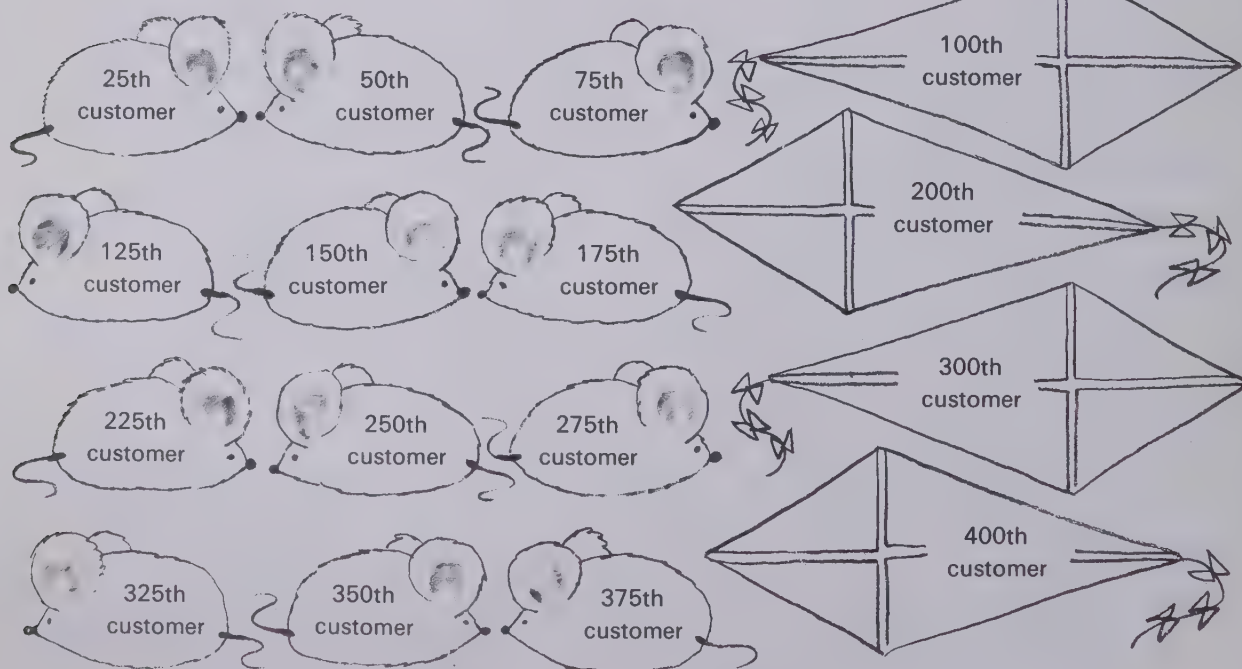 25th
customer
50th
customer
75th
customer
100th
customer
125th
customer
150th
customer
175th
customer
200th
customer
225th
customer
250th
customer
275th
customer
300th
customer
325th
customer
350th
customer
375th
customer
400th
customer